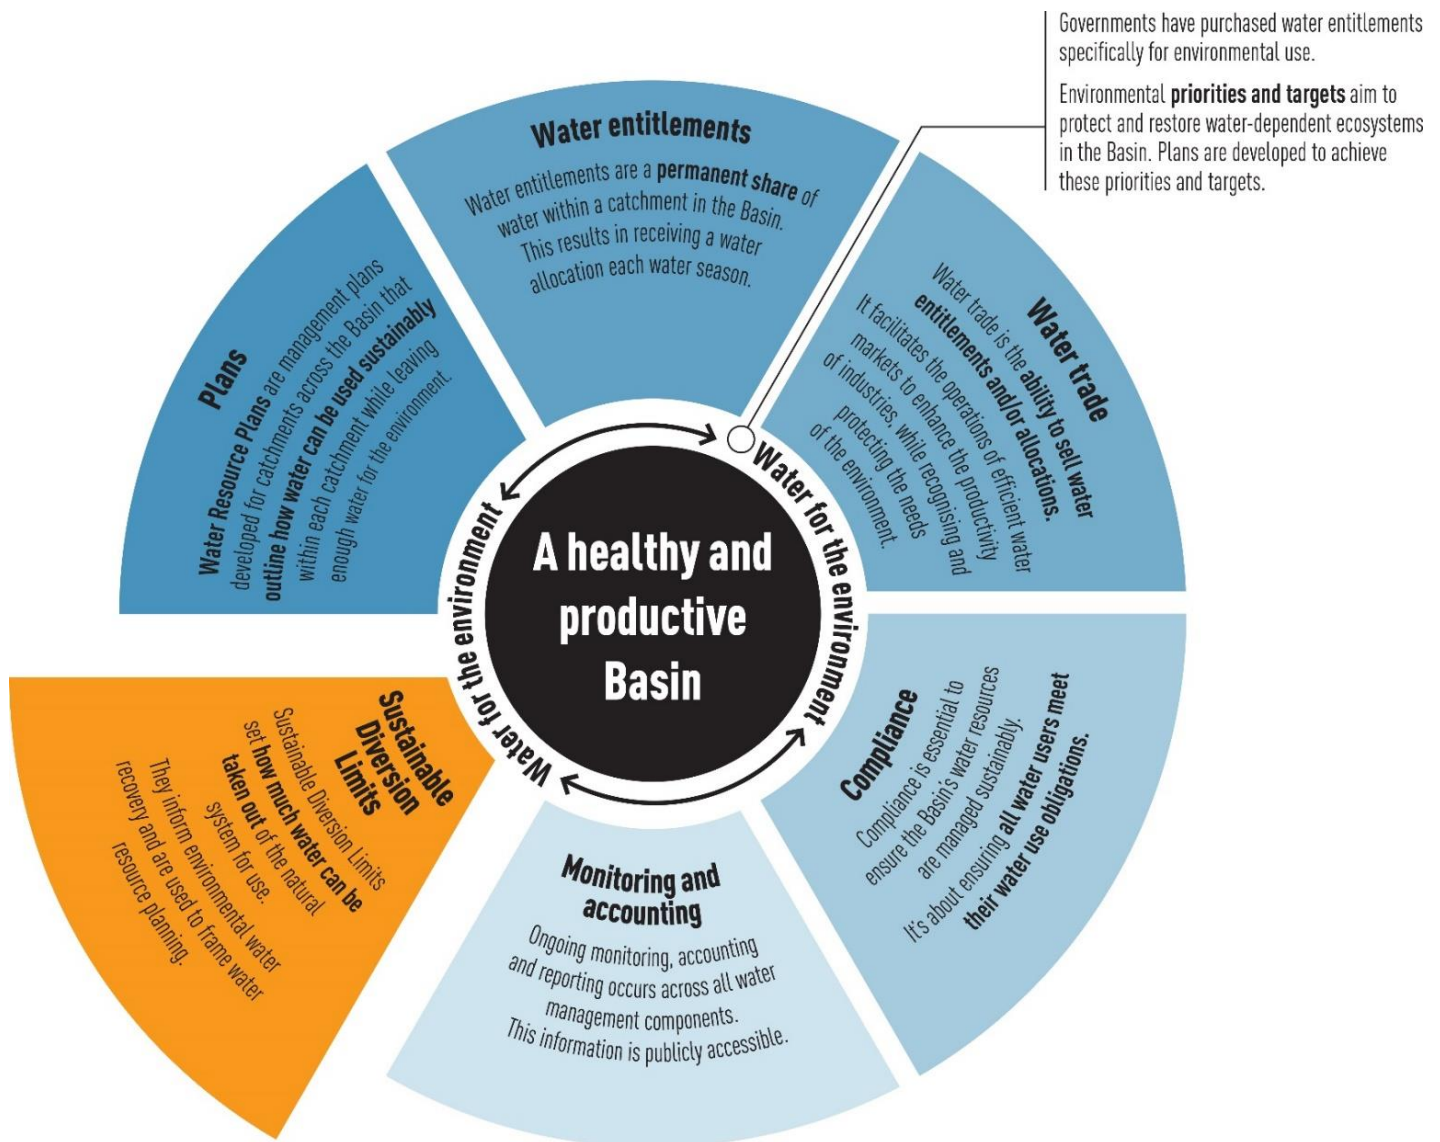 Governments have purchased water entitlements
specifically for environmental use.
Environmental priorities and targets aim to
protect and restore water-dependent ecosystems
in the Basin. Plans are developed to achieve
these priorities and targets.
Water entitlements
Water entitlements are a permanent share of
water within a catchment in the Basin.
This results in receiving a water
allocation each water season.
Water trade
Water trade is the ability to sell water
entitlements and/or allocations.
It facilitates the operations of efficient water
markets to enhance the productivity
of industries, while recognising and
protecting the needs
of the environment.
Compliance
Compliance is essential to
ensure the Basin's water resources
are managed sustainably.
It's about ensuring all water users meet
their water use obligations.
Monitoring and
accounting
Ongoing monitoring, accounting
and reporting occurs across all water
management components.
This information is publicly accessible.
Sustainable
Diversion
Limits
Sustainable Diversion Limits
set how much water can be
taken out of the natural
system for use.
They inform environmental water
recovery and are used to frame water
resource planning.
Plans
Water Resource Plans are management plans
developed for catchments across the Basin that
outline how water can be used sustainably
within each catchment while leaving
enough water for the environment.
Water for the environment
Water for the environment
A healthy and
productive
Basin